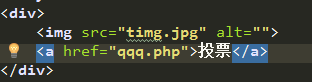 <div>
<img src="timg.jpg" alt="">
<a href="qqq.php">投票</a>
</div>